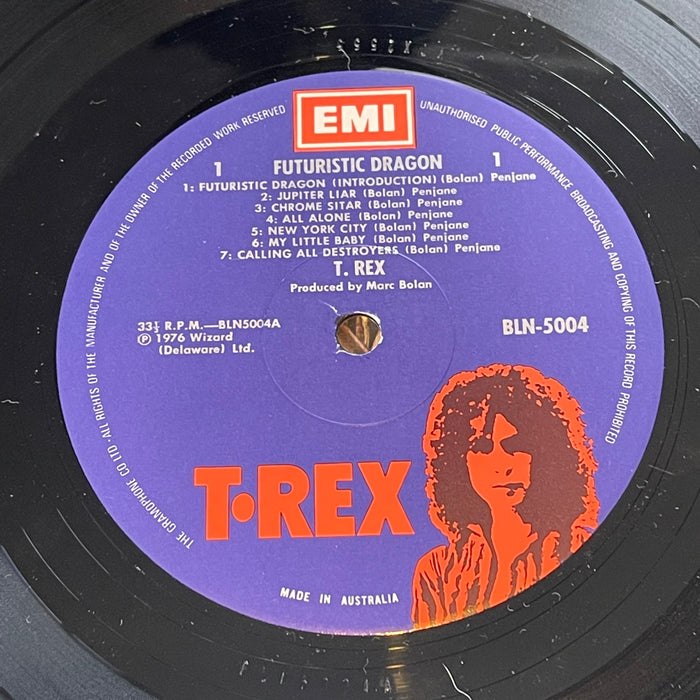 EMI
THE GRAMOPHONE CO LTD·ALL RIGHTS OF THE MANUFACTURER AND OF THE OWNER OF THE RECORDED WORK RESERVED
UNAUTHORISED PUBLIC PERFORMANCE BROADCASTING AND COPYING OF THIS RECORD PROHIBITED
1 FUTURISTIC DRAGON 1
1: FUTURISTIC DRAGON (INTRODUCTION) (Bolan) Penjane
2: JUPITER LIAR (Bolan) Penjane
3: CHROME SITAR (Bolan) Penjane
4: ALL ALONE (Bolan) Penjane
5: NEW YORK CITY (Bolan) Penjane
6: MY LITTLE BABY (Bolan) Penjane
7: CALLING ALL DESTROYERS (Bolan) Penjane
T. REX
Produced by Marc Bolan
33⅓ R.P.M.—BLN5004A
BLN-5004
Ⓟ 1976 Wizard
(Delaware) Ltd.
T·REX
MADE IN AUSTRALIA